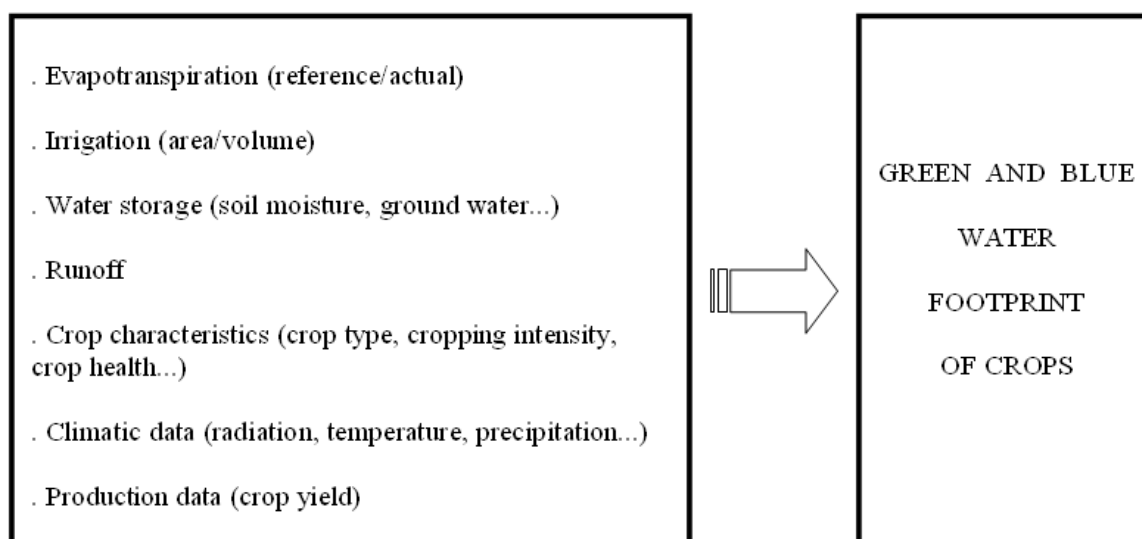 . Evapotranspiration (reference/actual)
. Irrigation (area/volume)
. Water storage (soil moisture, ground water...)
. Runoff
. Crop characteristics (crop type, cropping intensity,
crop health...)
. Climatic data (radiation, temperature, precipitation...)
. Production data (crop yield)
GREEN AND BLUE
WATER
FOOTPRINT
OF CROPS